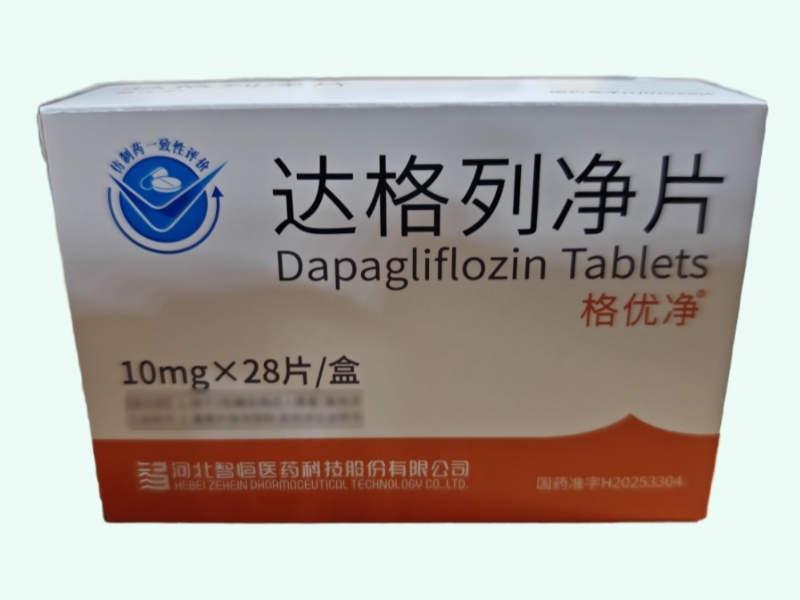 仿制药一致性评价
达格列净片
Dapagliflozin Tablets
格优净®
10mg×28片/盒
河北智恒医药科技股份有限公司
HEBEI ZEHEIN PHARMACEUTICAL TECHNOLOGY CO.,LTD.
国药准字H20253304